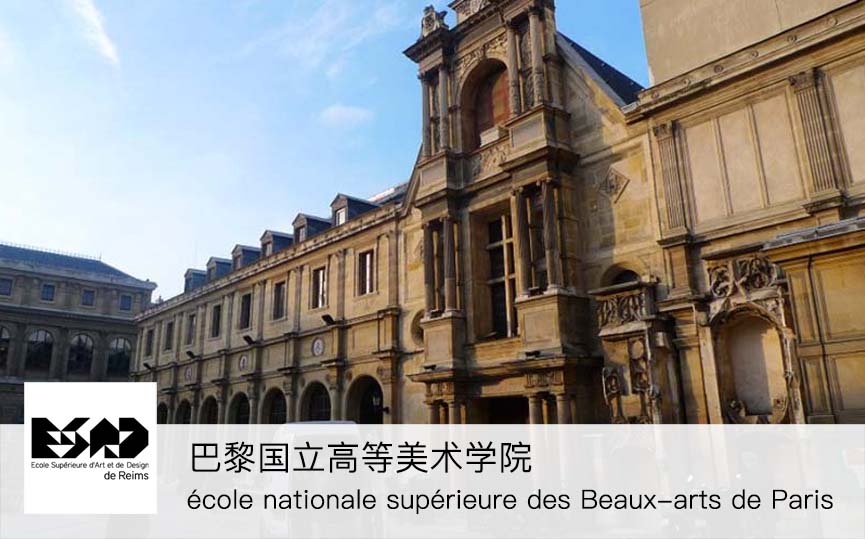 ESAD
Ecole Supérieure d'Art et de Design
de Reims
巴黎国立高等美术学院
école nationale supérieure des Beaux-arts de Paris